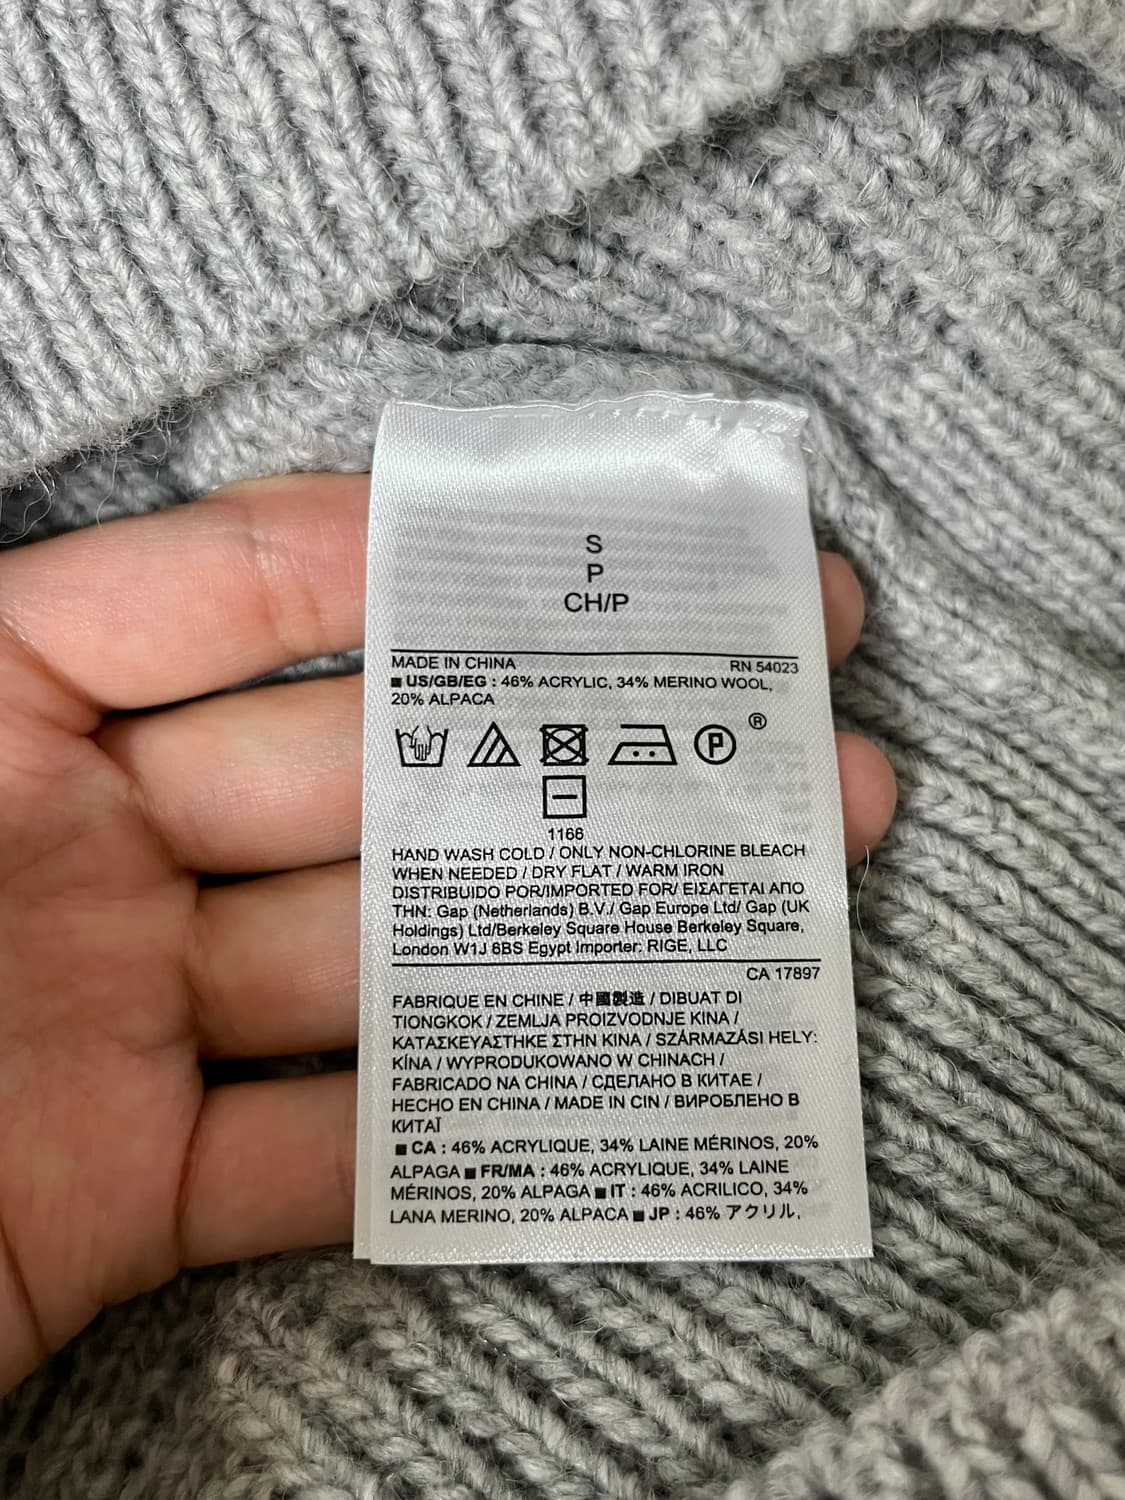 S
P
CH/P
MADE IN CHINA RN 54023
■ US/GB/EG : 46% ACRYLIC, 34% MERINO WOOL,
20% ALPACA
P ®
1166
HAND WASH COLD / ONLY NON-CHLORINE BLEACH
WHEN NEEDED / DRY FLAT / WARM IRON
DISTRIBUIDO POR/IMPORTED FOR/ ΕΙΣΑΓΕΤΑΙ ΑΠΟ
ΤΗΝ: Gap (Netherlands) B.V./ Gap Europe Ltd/ Gap (UK
Holdings) Ltd/Berkeley Square House Berkeley Square,
London W1J 6BS Egypt Importer: RIGE, LLC
CA 17897
FABRIQUE EN CHINE / 中國製造 / DIBUAT DI
TIONGKOK / ZEMLJA PROIZVODNJE KINA /
ΚΑΤΑΣΚΕΥΑΣΤΗΚΕ ΣΤΗΝ ΚΙΝΑ / SZÁRMAZÁSI HELY:
KÍNA / WYPRODUKOWANO W CHINACH /
FABRICADO NA CHINA / СДЕЛАНО В КИТАЕ /
HECHO EN CHINA / MADE IN CIN / ВИРОБЛЕНО В
КИТАЇ
■ CA : 46% ACRYLIQUE, 34% LAINE MÉRINOS, 20%
ALPAGA ■ FR/MA : 46% ACRYLIQUE, 34% LAINE
MÉRINOS, 20% ALPAGA ■ IT : 46% ACRILICO, 34%
LANA MERINO, 20% ALPACA ■ JP : 46% アクリル,